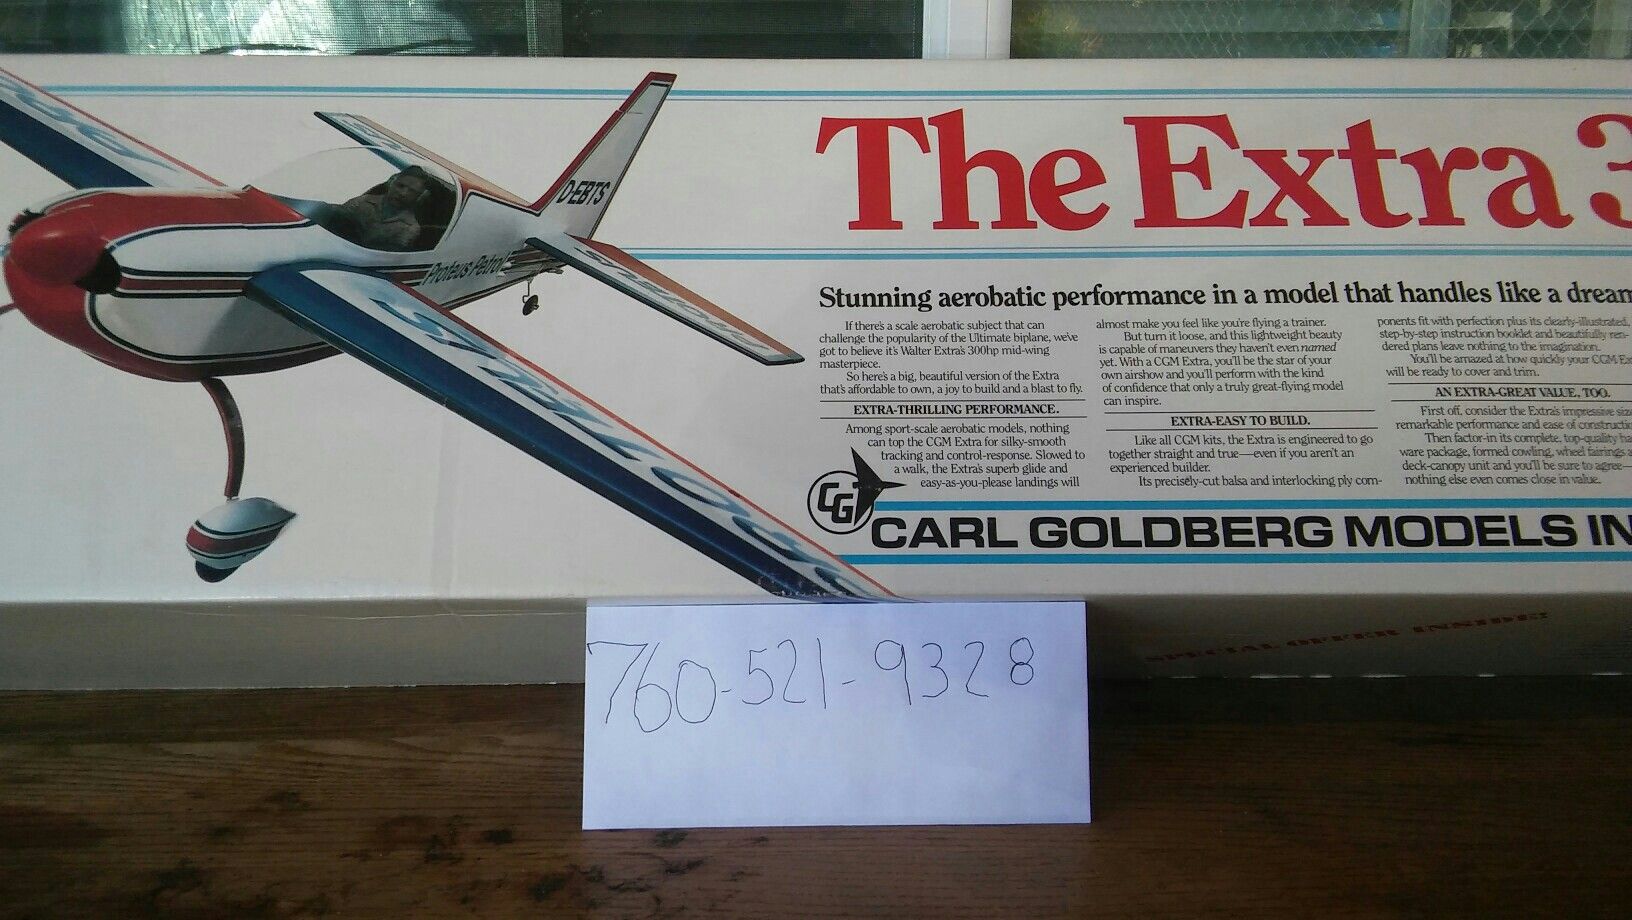 The Extra 3
D-EBTS
Proteus Petrol
Stunning aerobatic performance in a model that handles like a dream
If there's a scale aerobatic subject that can
challenge the popularity of the Ultimate biplane, we've
got to believe it's Walter Extra's 300hp mid-wing
masterpiece.
So here's a big, beautiful version of the Extra
that's affordable to own, a joy to build and a blast to fly.
EXTRA-THRILLING PERFORMANCE.
Among sport-scale aerobatic models, nothing
can top the CGM Extra for silky-smooth
tracking and control-response. Slowed to
a walk, the Extra's superb glide and
easy-as-you-please landings will
almost make you feel like you're flying a trainer.
But turn it loose, and this lightweight beauty
is capable of maneuvers they haven't even named
yet. With a CGM Extra, you'll be the star of your
own airshow and you'll perform with the kind
of confidence that only a truly great-flying model
can inspire.
EXTRA-EASY TO BUILD.
Like all CGM kits, the Extra is engineered to go
together straight and true—even if you aren't an
experienced builder.
Its precisely-cut balsa and interlocking ply com-
ponents fit with perfection plus its clearly-illustrated,
step-by-step instruction booklet and beautifully ren-
dered plans leave nothing to the imagination.
You'll be amazed at how quickly your CGM Ex
will be ready to cover and trim.
AN EXTRA-GREAT VALUE, TOO.
First off, consider the Extra's impressive size
remarkable performance and ease of constructio
Then factor-in its complete, top-quality ha
ware package, formed cowling, wheel fairings a
deck-canopy unit and you'll be sure to agree—
nothing else even comes close in value.
CG
CARL GOLDBERG MODELS IN
SPECIAL OFFER INSIDE!
760-521-9328